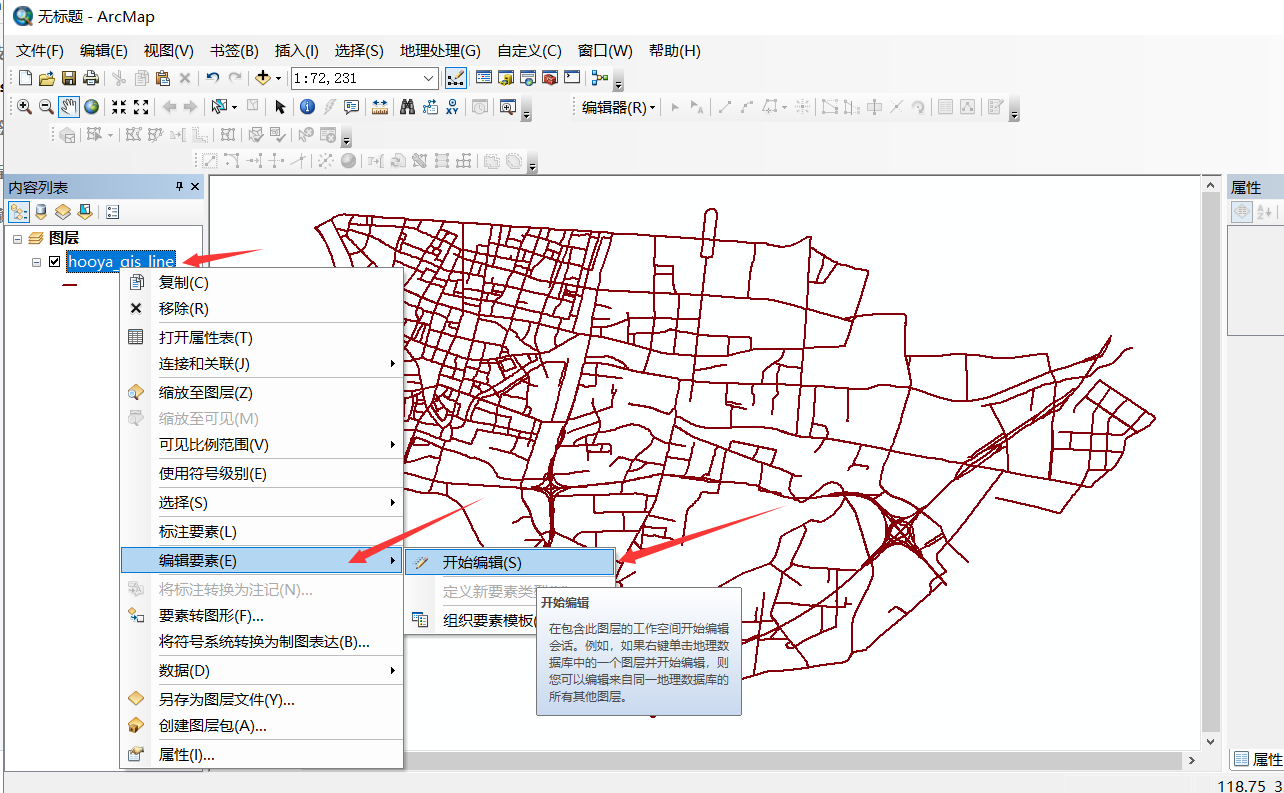 无标题 - ArcMap
文件(F) 编辑(E) 视图(V) 书签(B) 插入(I) 选择(S) 地理处理(G) 自定义(C) 窗口(W) 帮助(H)
1:72,231
编辑器(R)
内容列表
属性
图层
hooya_gis_line
复制(C)
移除(R)
打开属性表(T)
连接和关联(J)
缩放至图层(Z)
缩放至可见(M)
可见比例范围(V)
使用符号级别(E)
选择(S)
标注要素(L)
编辑要素(E)
开始编辑(S)
将标注转换为注记(N)...
定义新要素类
要素转图形(F)...
组织要素模板(
将符号系统转换为制图表达(B)...
数据(D)
另存为图层文件(Y)...
创建图层包(A)...
属性(I)...
开始编辑
在包含此图层的工作空间开始编辑
会话。例如，如果右键单击地理数
据库中的一个图层并开始编辑，则
您可以编辑来自同一地理数据库的
所有其他图层。
属性
118.75 3